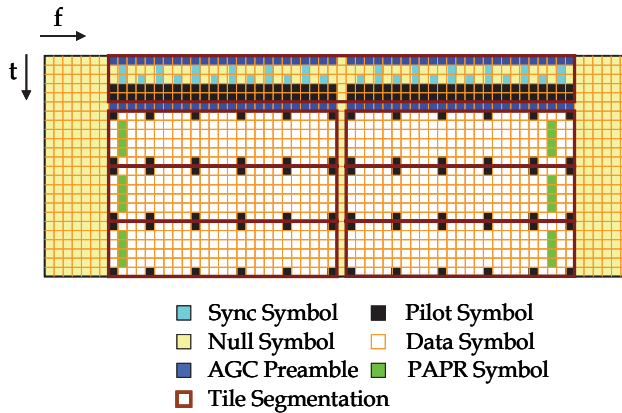 f
t
Sync Symbol
Pilot Symbol
Null Symbol
Data Symbol
AGC Preamble
PAPR Symbol
Tile Segmentation